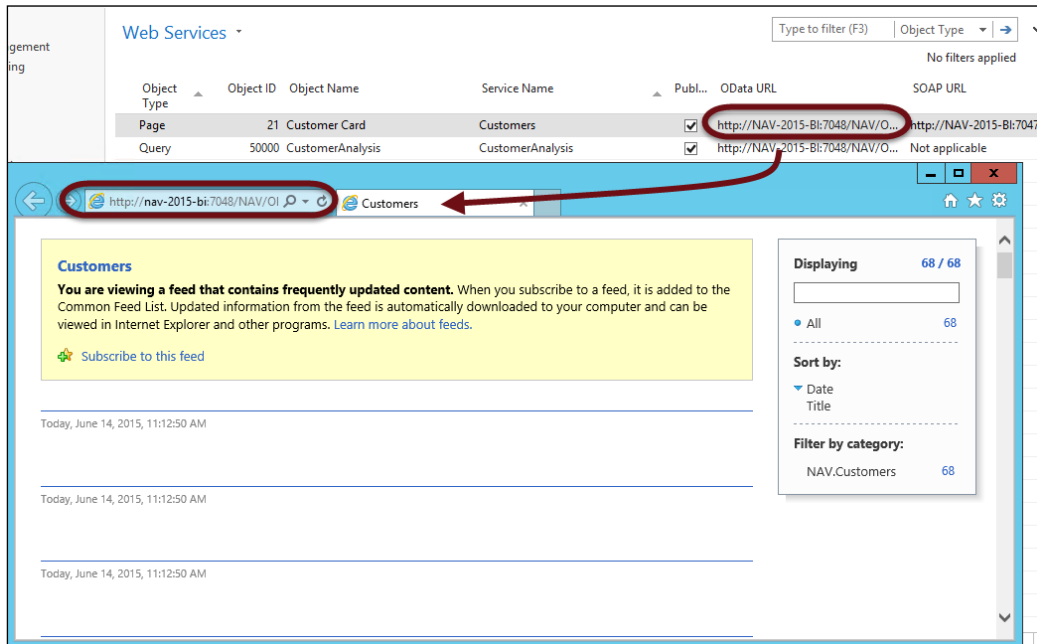 Web Services
Type to filter (F3) Object Type
gement
ing
No filters applied
Object Type Object ID Object Name Service Name Publ... OData URL SOAP URL
Page 21 Customer Card Customers http://NAV-2015-BI:7048/NAV/O... http://NAV-2015-BI:7047
Query 50000 CustomerAnalysis CustomerAnalysis http://NAV-2015-BI:7048/NAV/O... Not applicable
http://nav-2015-bi:7048/NAV/OI Customers
Customers
You are viewing a feed that contains frequently updated content. When you subscribe to a feed, it is added to the
Common Feed List. Updated information from the feed is automatically downloaded to your computer and can be
viewed in Internet Explorer and other programs. Learn more about feeds.
Subscribe to this feed
Today, June 14, 2015, 11:12:50 AM
Today, June 14, 2015, 11:12:50 AM
Today, June 14, 2015, 11:12:50 AM
Displaying 68 / 68
All 68
Sort by:
Date
Title
Filter by category:
NAV.Customers 68